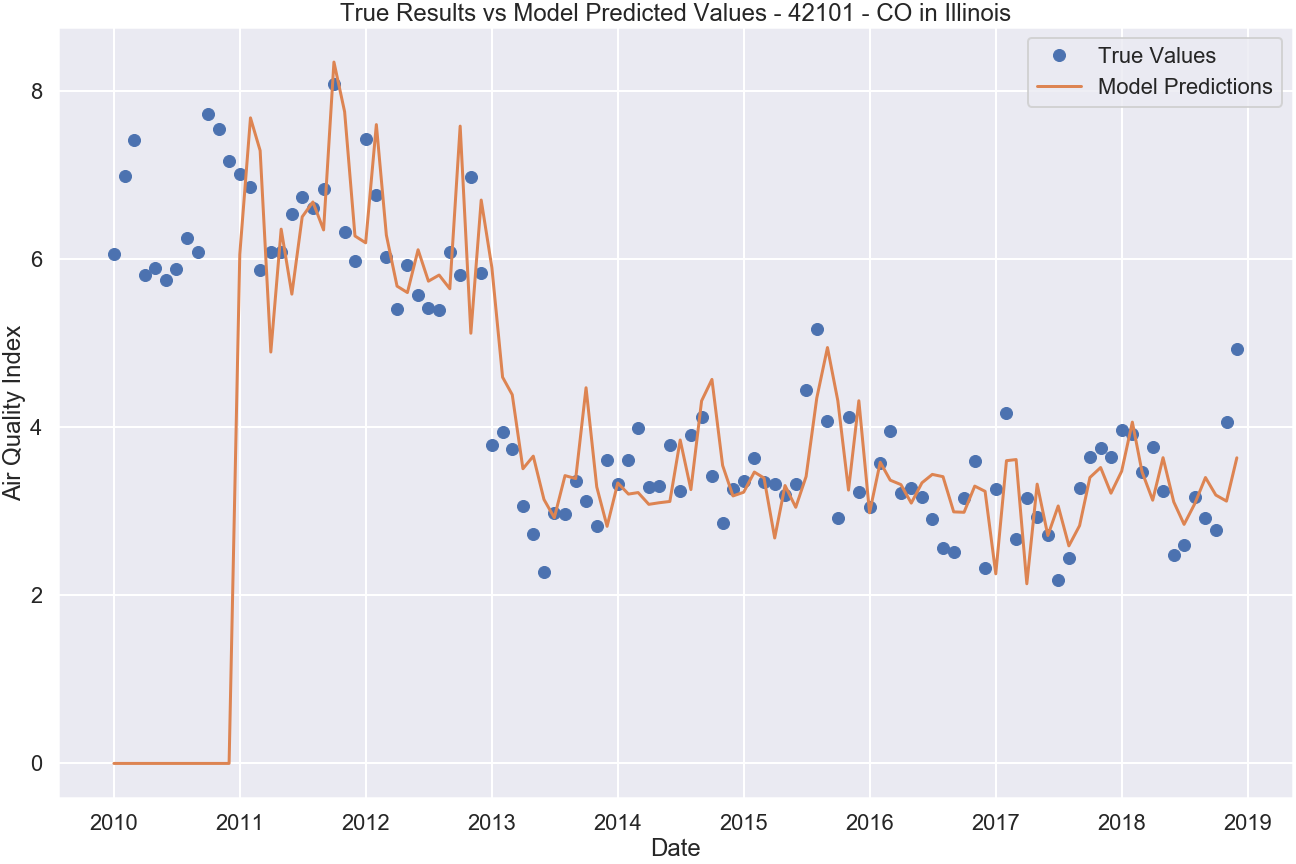 True Results vs Model Predicted Values - 42101 - CO in Illinois
True Values
Model Predictions
Air Quality Index
8
6
4
2
0
2010 2011 2012 2013 2014 2015 2016 2017 2018 2019
Date